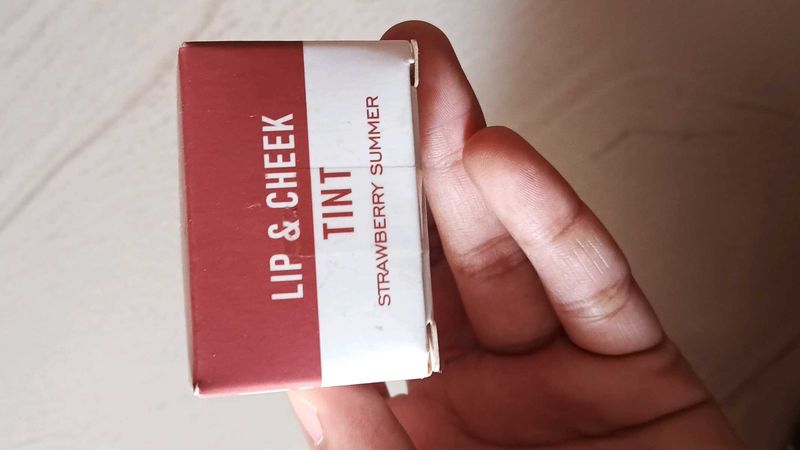 LIP & CHEEK
TINT
STRAWBERRY SUMMER